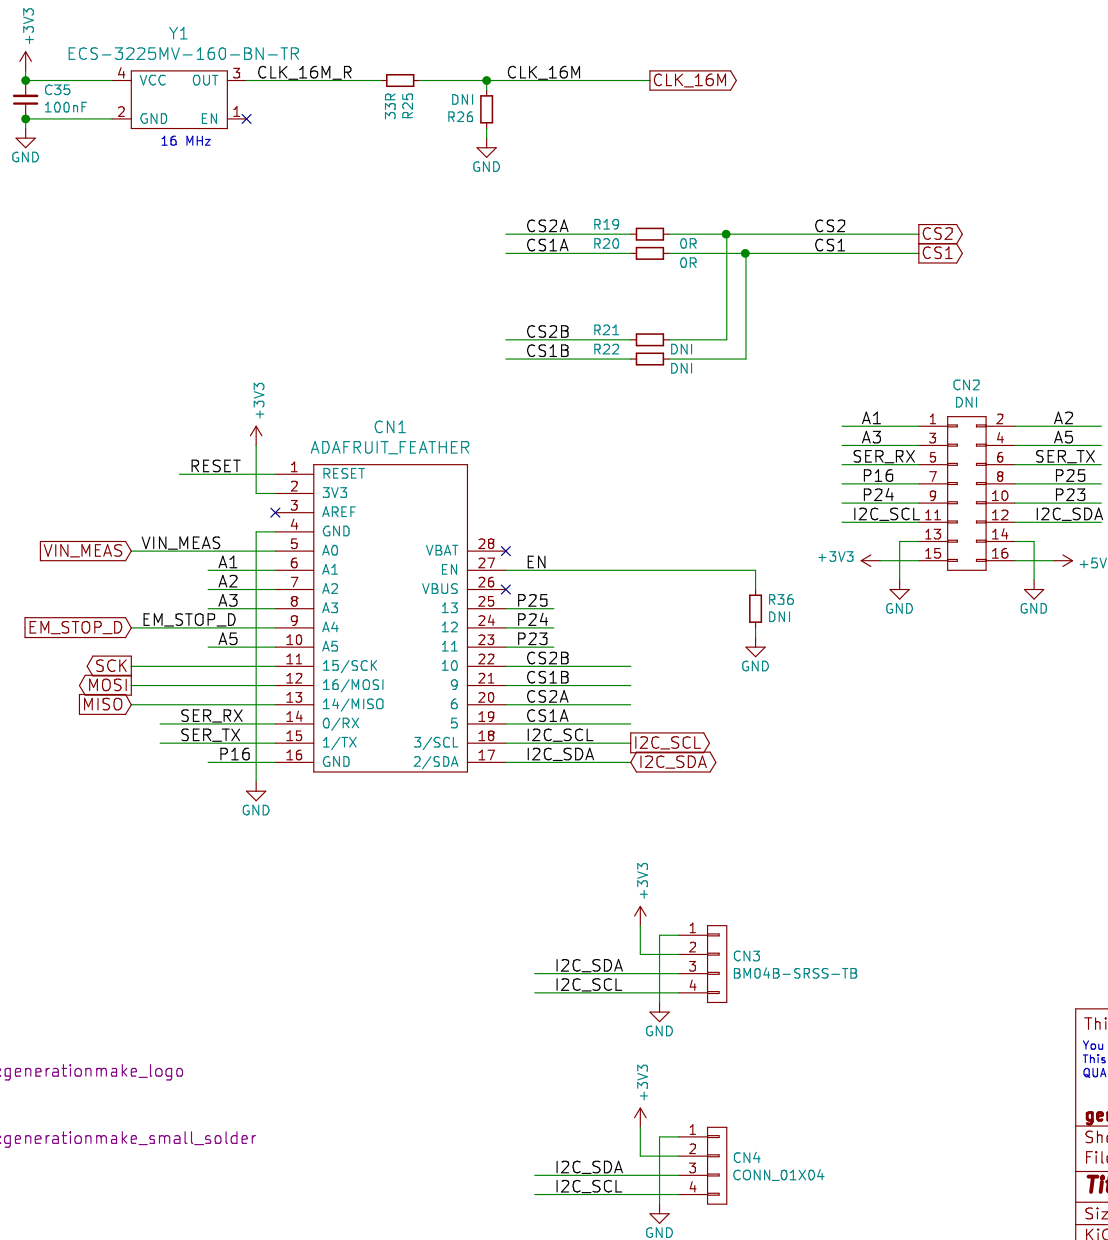 +3V3
Y1
ECS-3225MV-160-BN-TR
4 VCC OUT 3
CLK_16M_R
33R
R25
CLK_16M
CLK_16M
C35
100nF
2 GND EN 1
16 MHz
GND
DNI
R26
GND
CS2A R19 0R CS2 CS2
CS1A R20 0R CS1 CS1
CS2B R21 DNI
CS1B R22 DNI
+3V3
CN1
ADAFRUIT_FEATHER
RESET 1 RESET
2 3V3
3 AREF
4 GND
VIN_MEAS VIN_MEAS 5 A0
A1 6 A1
A2 7 A2
A3 8 A3
EM_STOP_D EM_STOP_D 9 A4
A5 10 A5
SCK 11 15/SCK
MOSI 12 16/MOSI
MISO 13 14/MISO
SER_RX 14 0/RX
SER_TX 15 1/TX
P16 16 GND
GND
VBAT 28
EN 27 EN
VBUS 26
13 25 P25
12 24 P24
11 23 P23
10 22 CS2B
9 21 CS1B
6 20 CS2A
5 19 CS1A
3/SCL 18 I2C_SCL I2C_SCL
2/SDA 17 I2C_SDA I2C_SDA
R36
DNI
GND
CN2
DNI
A1 1 2 A2
A3 3 4 A5
SER_RX 5 6 SER_TX
P16 7 8 P25
P24 9 10 P23
I2C_SCL 11 12 I2C_SDA
13 14
+3V3 15 16 +5V
GND GND
+3V3
1
2
I2C_SDA 3
I2C_SCL 4
CN3
BM04B-SRSS-TB
GND
+3V3
1
2
I2C_SDA 3
I2C_SCL 4
CN4
CONN_01X04
GND
:generationmake_logo
:generationmake_small_solder
Thi
You
This
QUA
ge
She
File
Ti
Siz
KiC